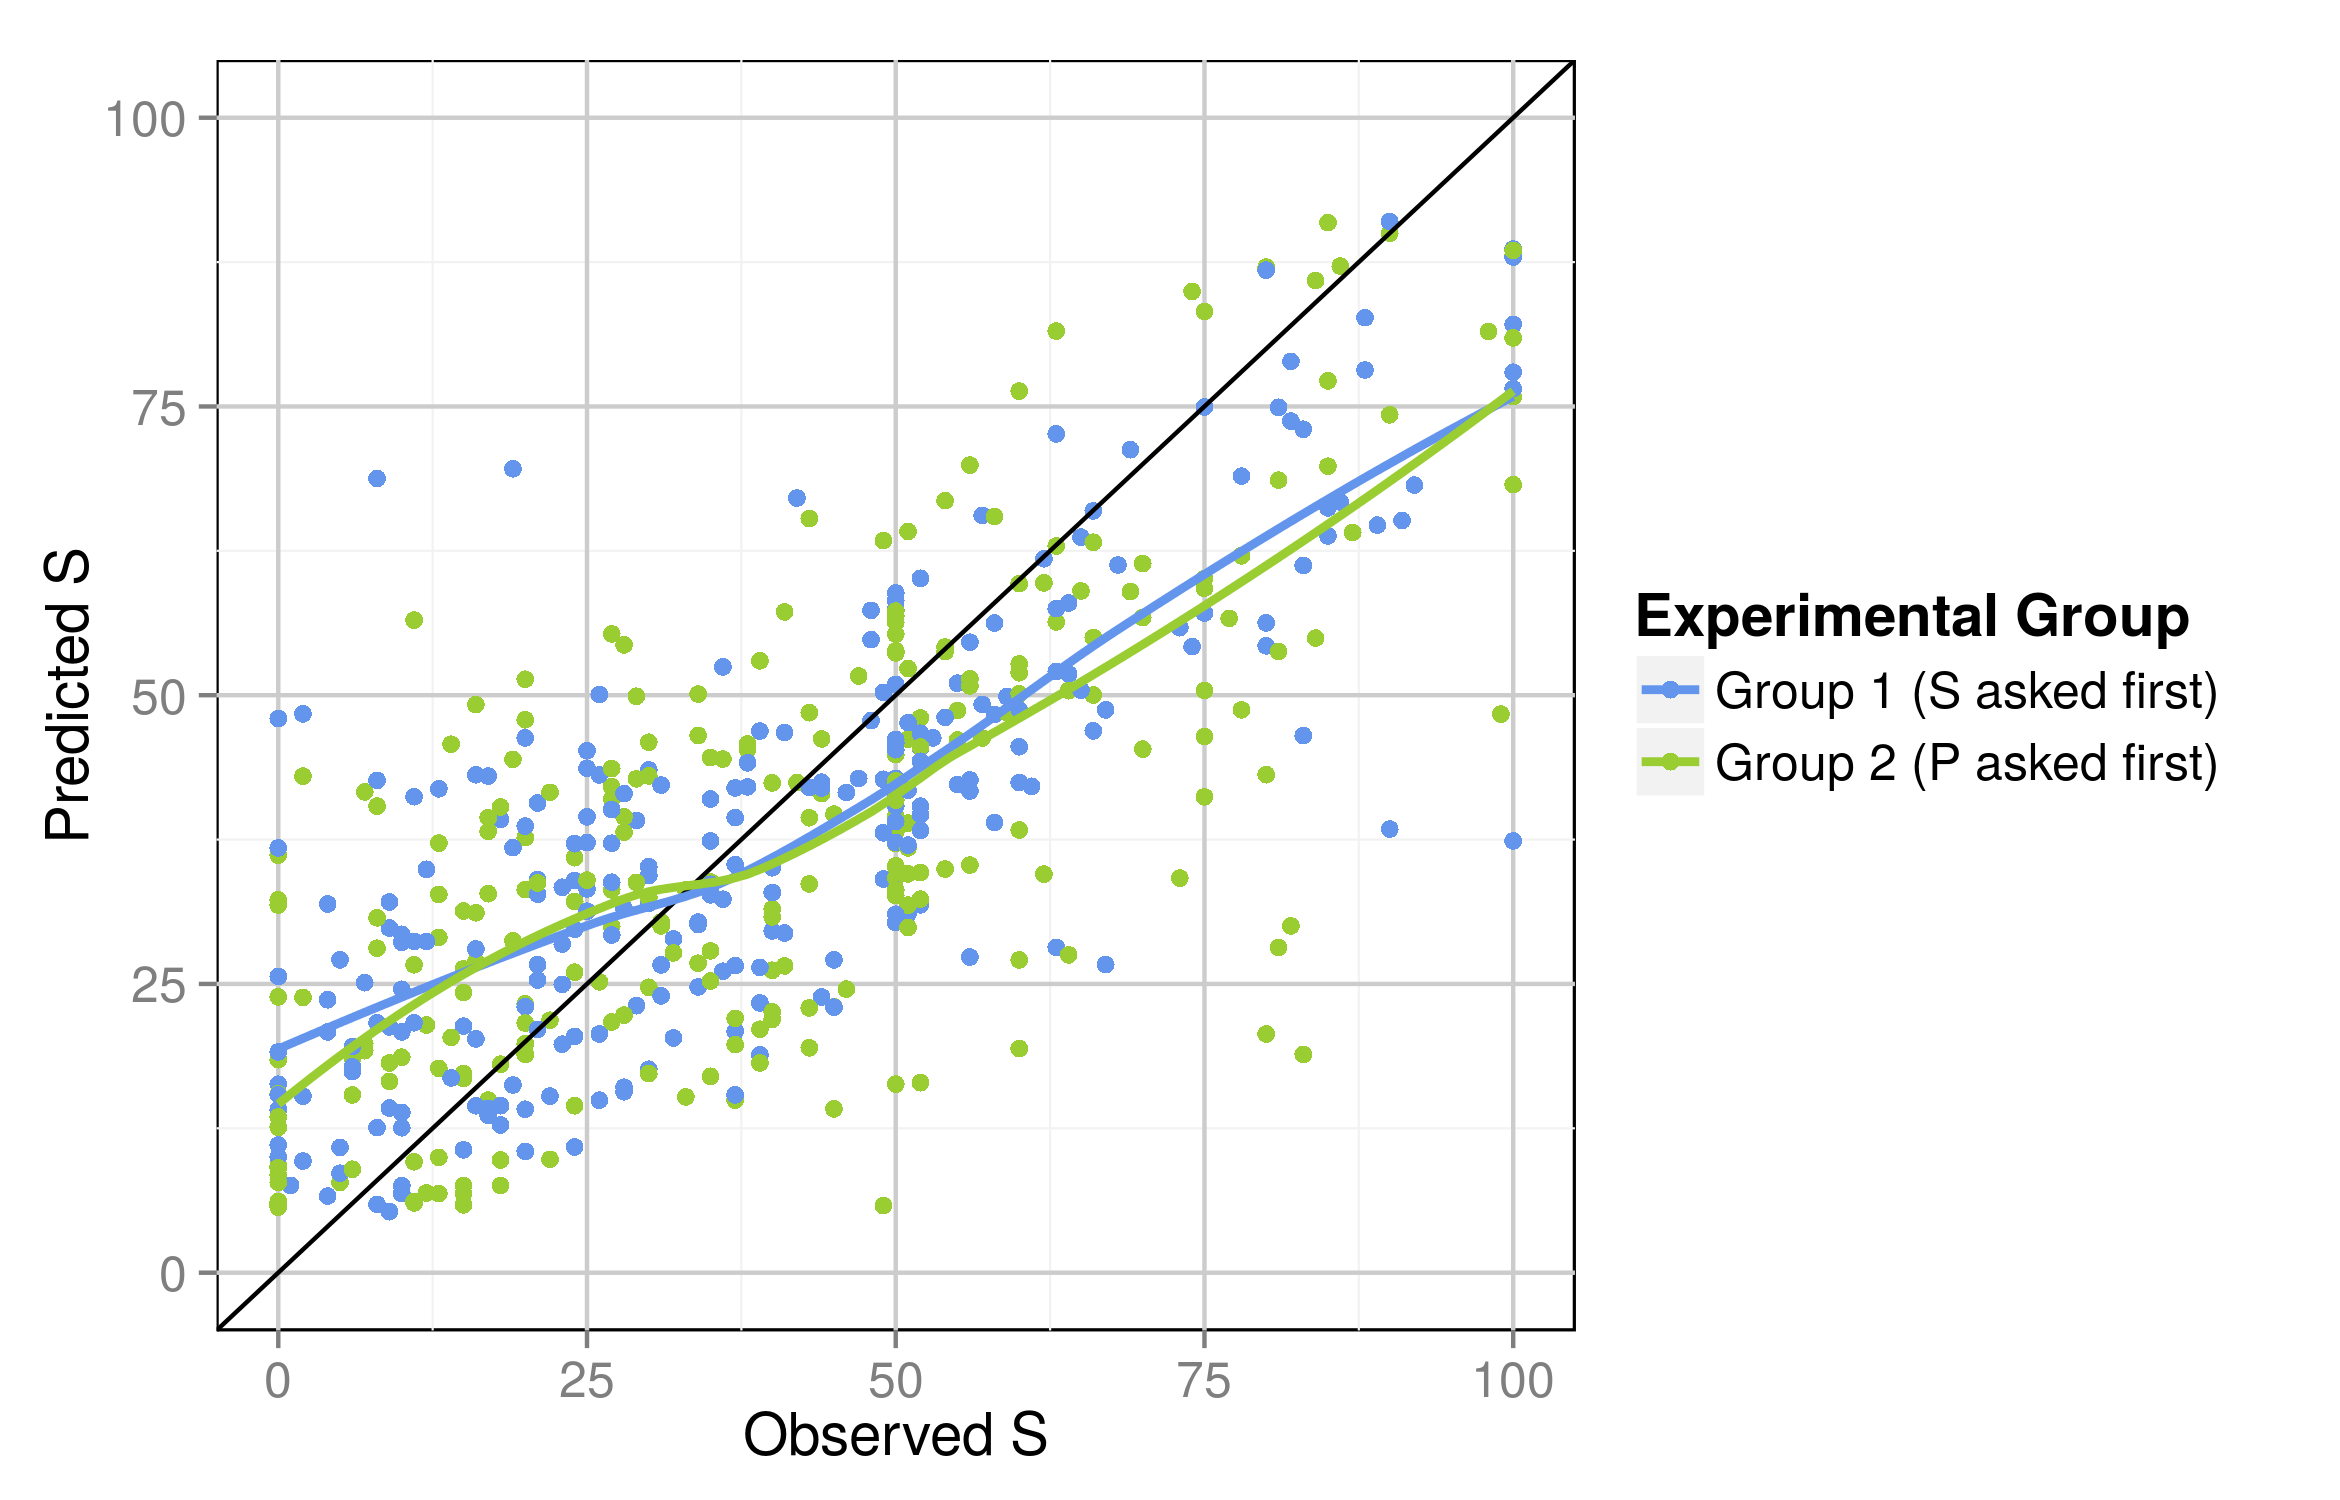 100
75
50
25
0
Predicted S
0 25 50 75 100
Observed S
Experimental Group
Group 1 (S asked first)
Group 2 (P asked first)